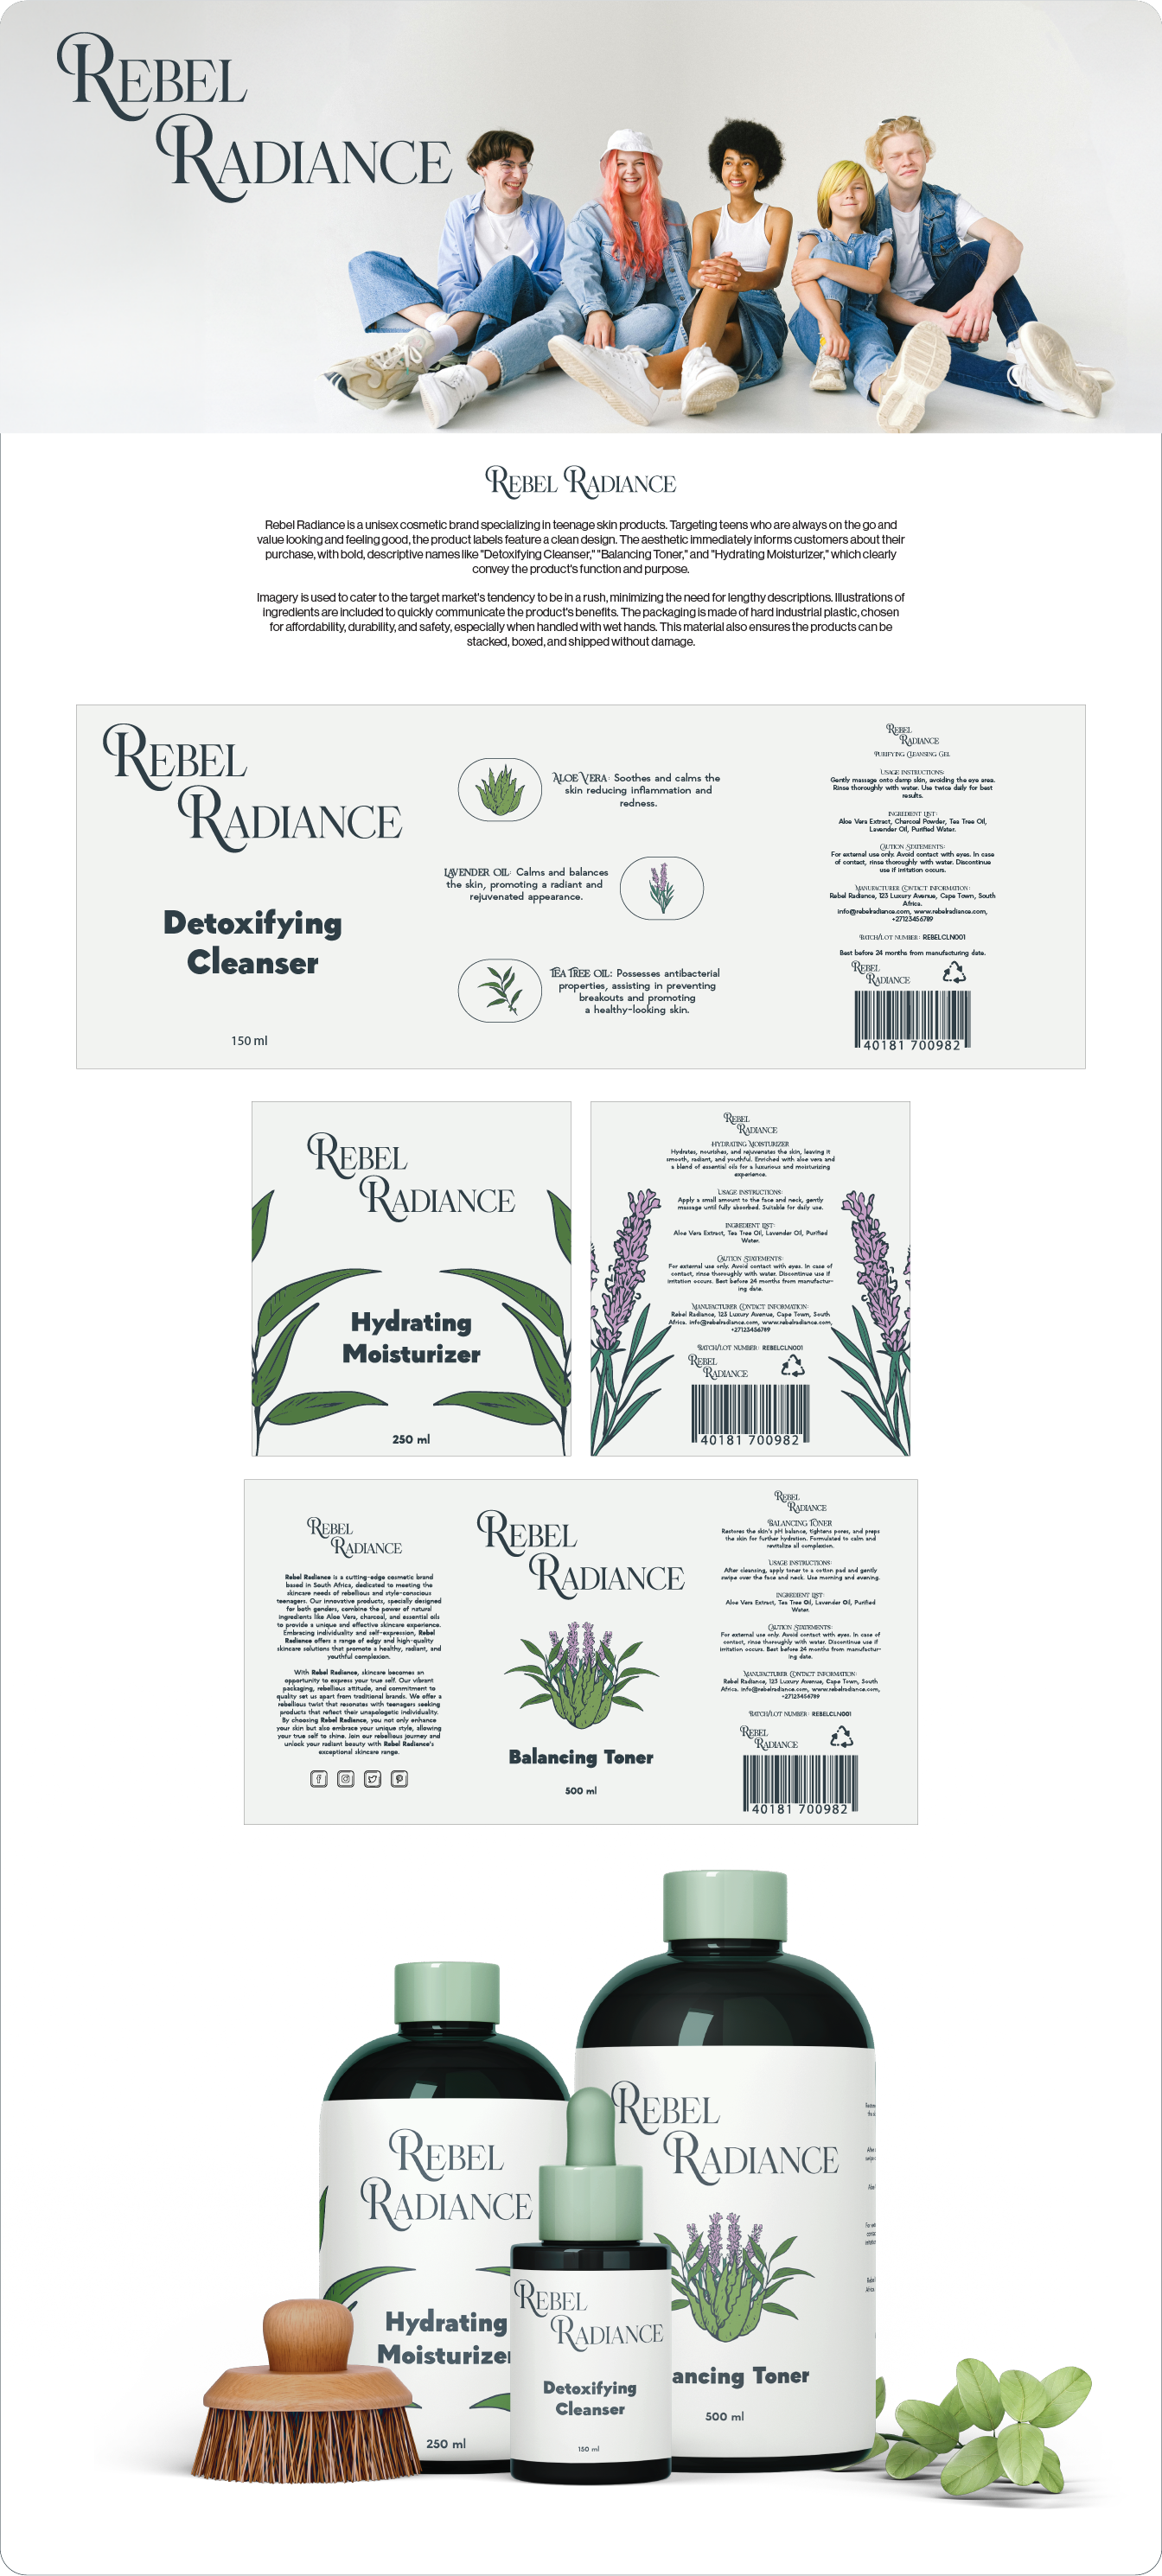 REBEL
RADIANCE
REBEL RADIANCE
Rebel Radiance is a unisex cosmetic brand specializing in teenage skin products. Targeting teens who are always on the go and
value looking and feeling good, the product labels feature a clean design. The aesthetic immediately informs customers about their
purchase, with bold, descriptive names like "Detoxifying Cleanser," "Balancing Toner," and "Hydrating Moisturizer," which clearly
convey the product's function and purpose.
Imagery is used to cater to the target market's tendency to be in a rush, minimizing the need for lengthy descriptions. Illustrations of
ingredients are included to quickly communicate the product's benefits. The packaging is made of hard industrial plastic, chosen
for affordability, durability, and safety, especially when handled with wet hands. This material also ensures the products can be
stacked, boxed, and shipped without damage.
REBEL
RADIANCE
Detoxifying
Cleanser
150 ml
ALOE VERA: Soothes and calms the
skin reducing inflammation and
redness.
LAVENDER OIL: Calms and balances
the skin, promoting a radiant and
rejuvenated appearance.
TEA TREE OIL: Possesses antibacterial
properties, assisting in preventing
breakouts and promoting
a healthy-looking skin.
REBEL
RADIANCE
PURIFYING CLEANSING GEL
USAGE INSTRUCTIONS:
Gently massage onto damp skin, avoiding the eye area.
Rinse thoroughly with water. Use twice daily for best
results.
INGREDIENT LIST:
Aloe Vera Extract, Charcoal Powder, Tea Tree Oil,
Lavender Oil, Purified Water.
CAUTION STATEMENTS:
For external use only. Avoid contact with eyes. In case
of contact, rinse thoroughly with water. Discontinue
use if irritation occurs.
MANUFACTURER CONTACT INFORMATION:
Rebel Radiance, 123 Luxury Avenue, Cape Town, South
Africa.
info@rebelradiance.com, www.rebelradiance.com,
+27123456789
BATCH/LOT NUMBER: REBELCLN001
Best before 24 months from manufacturing date.
REBEL
RADIANCE
40181 700982
REBEL
RADIANCE
Hydrating
Moisturizer
250 ml
REBEL
RADIANCE
HYDRATING MOISTURIZER
Hydrates, nourishes, and rejuvenates the skin, leaving it
smooth, radiant, and youthful. Enriched with aloe vera and
a blend of essential oils for a luxurious and moisturizing
experience.
USAGE INSTRUCTIONS:
Apply a small amount to the face and neck, gently
massage until fully absorbed. Suitable for daily use.
INGREDIENT LIST:
Aloe Vera Extract, Tea Tree Oil, Lavender Oil, Purified
Water.
CAUTION STATEMENTS:
For external use only. Avoid contact with eyes. In case of
contact, rinse thoroughly with water. Discontinue use if
irritation occurs. Best before 24 months from manufactur-
ing date.
MANUFACTURER CONTACT INFORMATION:
Rebel Radiance, 123 Luxury Avenue, Cape Town, South
Africa. info@rebelradiance.com, www.rebelradiance.com,
+27123456789
BATCH/LOT NUMBER: REBELCLN001
REBEL
RADIANCE
40181 700982
REBEL
RADIANCE
Rebel Radiance is a cutting-edge cosmetic brand
based in South Africa, dedicated to meeting the
skincare needs of rebellious and style-conscious
teenagers. Our innovative products, specially designed
for both genders, combine the power of natural
ingredients like Aloe Vera, charcoal, and essential oils
to provide a unique and effective skincare experience.
Embracing individuality and self-expression, Rebel
Radiance offers a range of edgy and high-quality
skincare solutions that promote a healthy, radiant, and
youthful complexion.
With Rebel Radiance, skincare becomes an
opportunity to express your true self. Our vibrant
packaging, rebellious attitude, and commitment to
quality set us apart from traditional brands. We offer a
rebellious twist that resonates with teenagers seeking
products that reflect their unapologetic individuality.
By choosing Rebel Radiance, you not only enhance
your skin but also embrace your unique style, allowing
your true self to shine. Join our rebellious journey and
unlock your radiant beauty with Rebel Radiance's
exceptional skincare range.
REBEL
RADIANCE
Balancing Toner
500 ml
REBEL
RADIANCE
BALANCING TONER
Restores the skin's pH balance, tightens pores, and preps
the skin for further hydration. Formulated to calm and
revitalize all complexion.
USAGE INSTRUCTIONS:
After cleansing, apply toner to a cotton pad and gently
swipe over the face and neck. Use morning and evening.
INGREDIENT LIST:
Aloe Vera Extract, Tea Tree Oil, Lavender Oil, Purified
Water.
CAUTION STATEMENTS:
For external use only. Avoid contact with eyes. In case of
contact, rinse thoroughly with water. Discontinue use if
irritation occurs. Best before 24 months from manufactur-
ing date.
MANUFACTURER CONTACT INFORMATION:
Rebel Radiance, 123 Luxury Avenue, Cape Town, South
Africa. info@rebelradiance.com, www.rebelradiance.com,
+27123456789
BATCH/LOT NUMBER: REBELCLN001
REBEL
RADIANCE
40181 700982
REBEL
RADIANCE
Hydrating
Moisturizer
250 ml
REBEL
RADIANCE
Detoxifying
Cleanser
150 ml
REBEL
RADIANCE
ancing Toner
500 ml